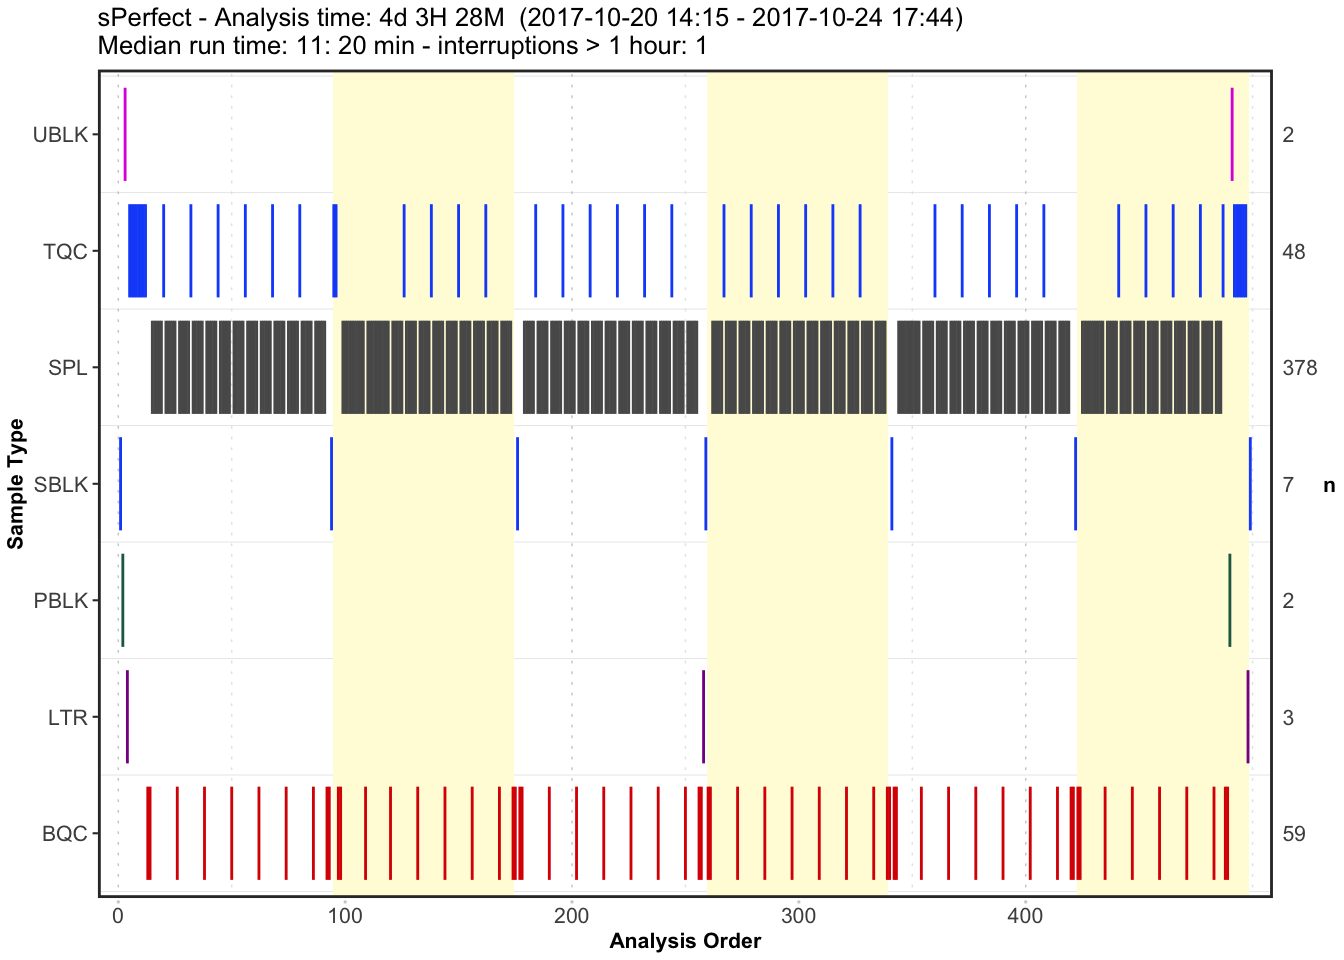 sPerfect - Analysis time: 4d 3H 28M  (2017-10-20 14:15 - 2017-10-24 17:44)
Median run time: 11: 20 min - interruptions > 1 hour: 1
UBLK 2
TQC 48
SPL 378
SBLK 7
PBLK 2
LTR 3
BQC 59
Sample Type
n
0 100 200 300 400
Analysis Order